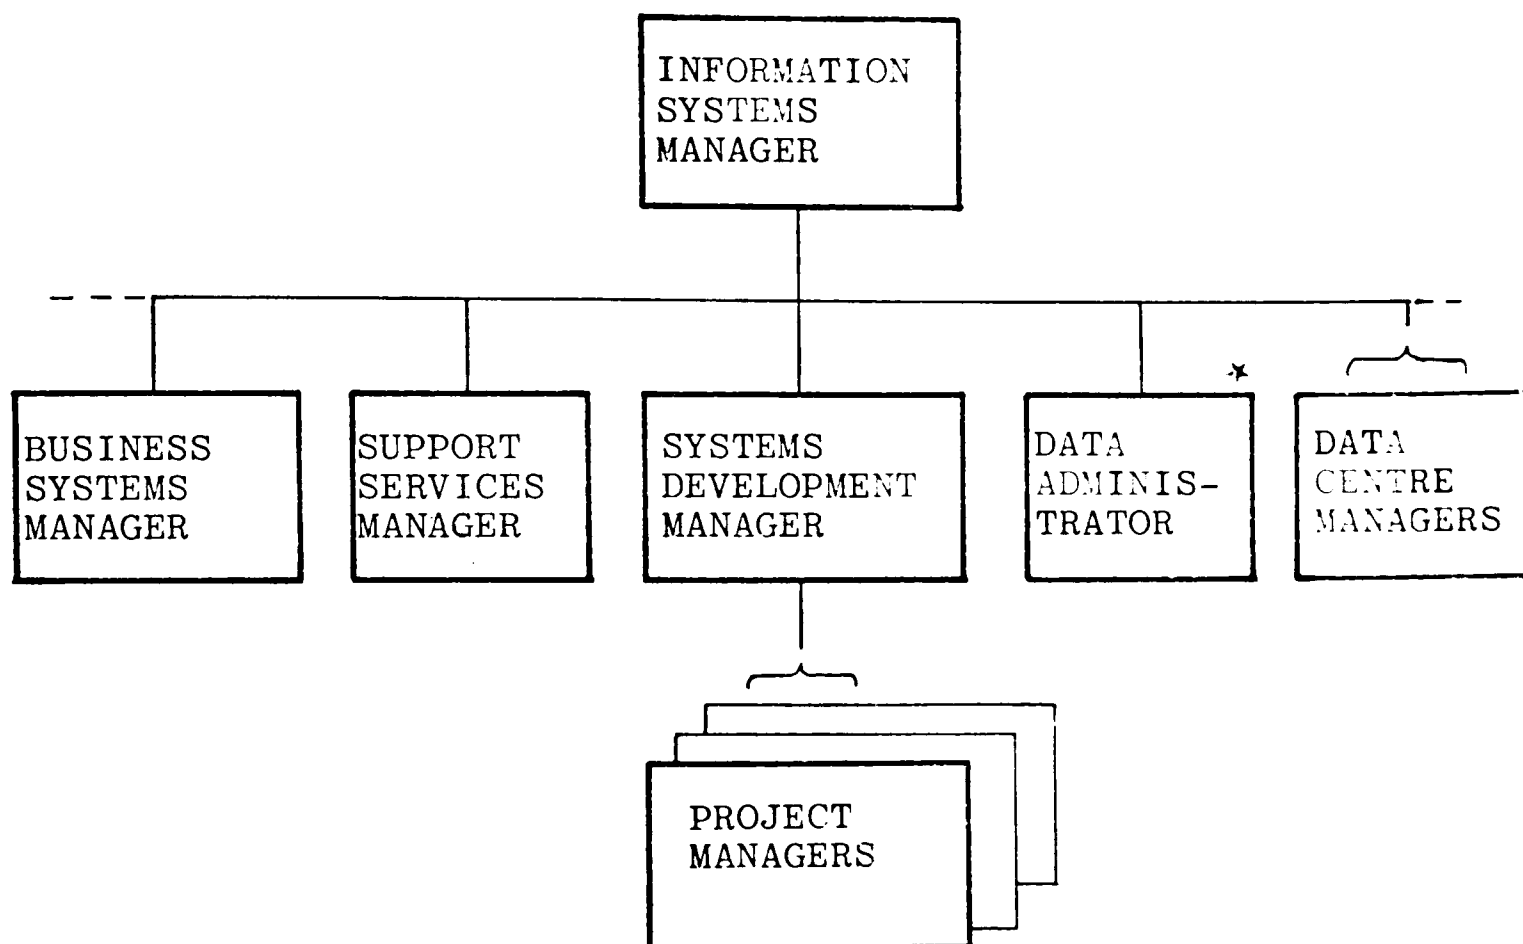 INFORMATION
SYSTEMS
MANAGER
BUSINESS
SYSTEMS
MANAGER
SUPPORT
SERVICES
MANAGER
SYSTEMS
DEVELOPMENT
MANAGER
*
DATA
ADMINIS-
TRATOR
DATA
CENTRE
MANAGERS
PROJECT
MANAGERS